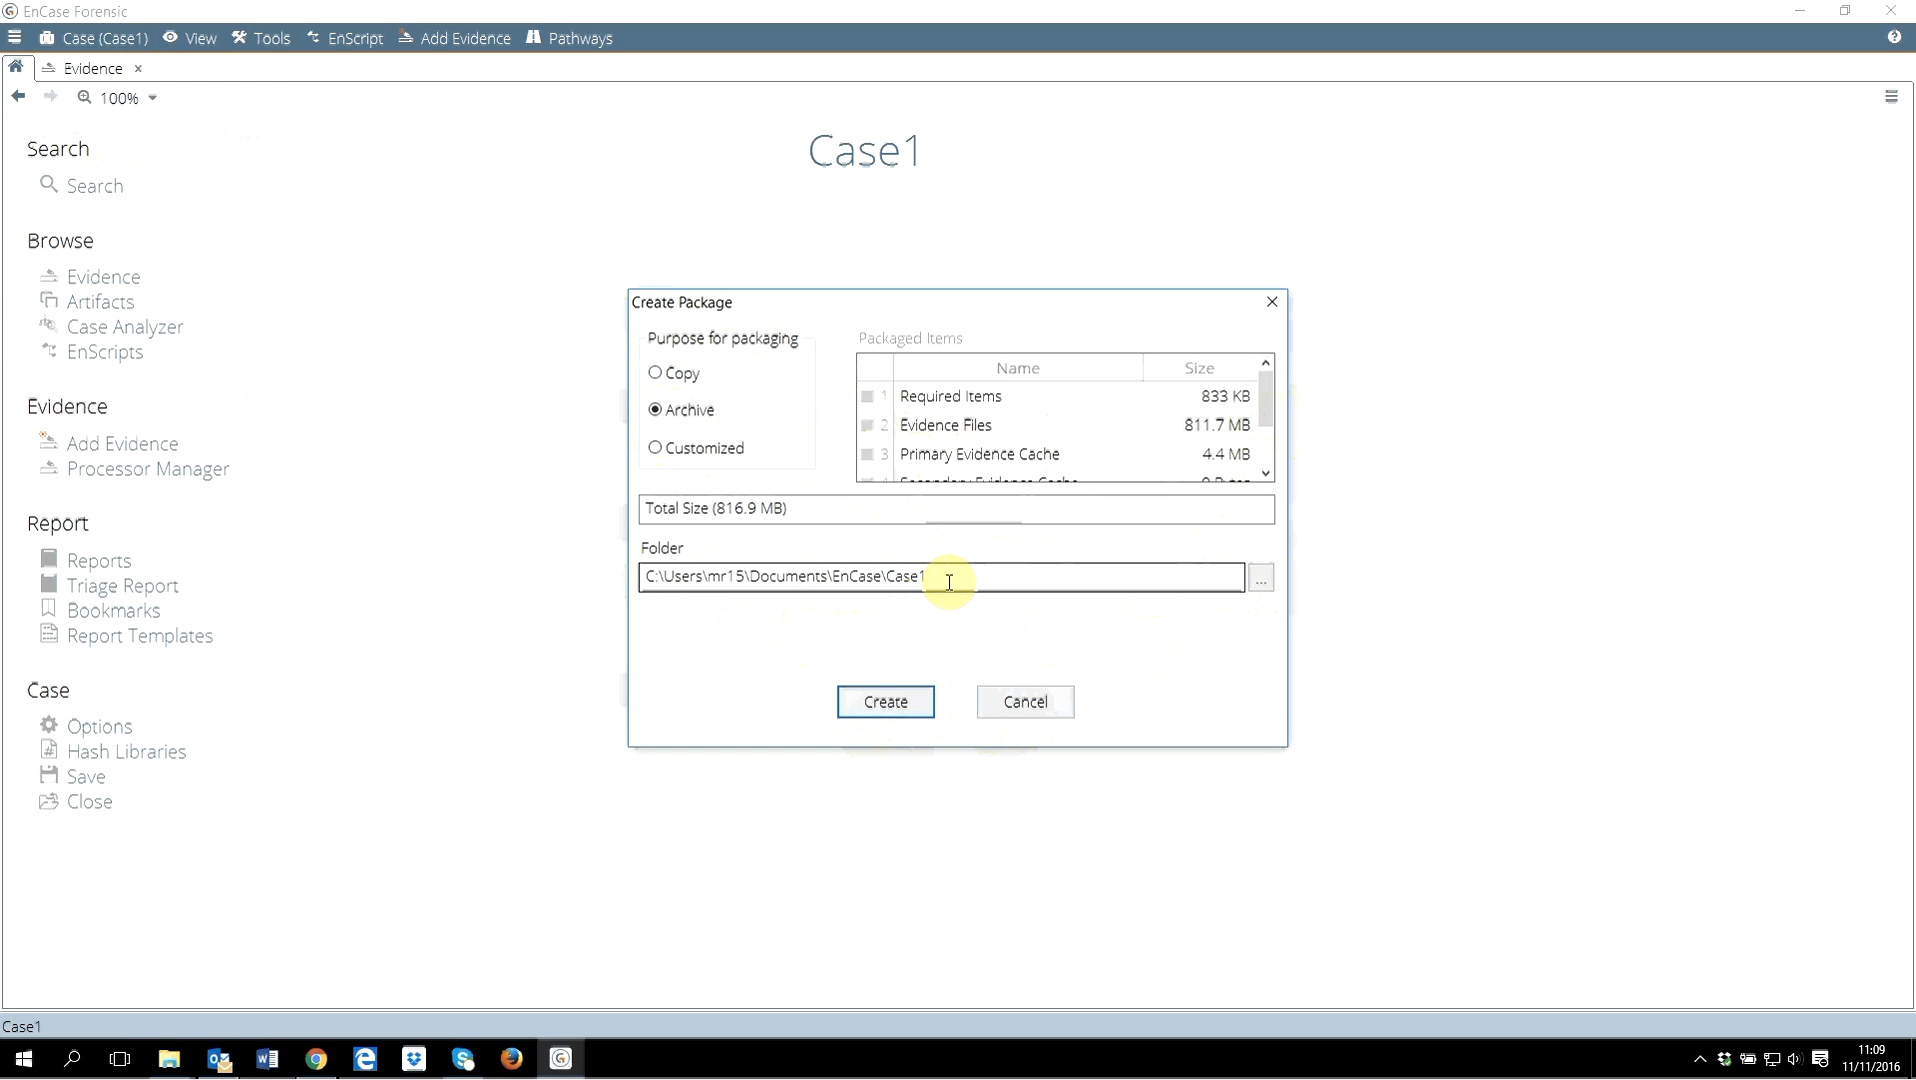 EnCase Forensic
Case (Case1) View Tools EnScript Add Evidence Pathways
Evidence
100%
Case1
Search
Search
Browse
Evidence
Artifacts
Case Analyzer
EnScripts
Evidence
Add Evidence
Processor Manager
Report
Reports
Triage Report
Bookmarks
Report Templates
Case
Options
Hash Libraries
Save
Close
Create Package
Purpose for packaging
Copy
Archive
Customized
Packaged Items
Name Size
1 Required Items 833 KB
2 Evidence Files 811.7 MB
3 Primary Evidence Cache 4.4 MB
Total Size (816.9 MB)
Folder
C:\Users\mr15\Documents\EnCase\Case1
...
Create Cancel
Case1
11:09
11/11/2016